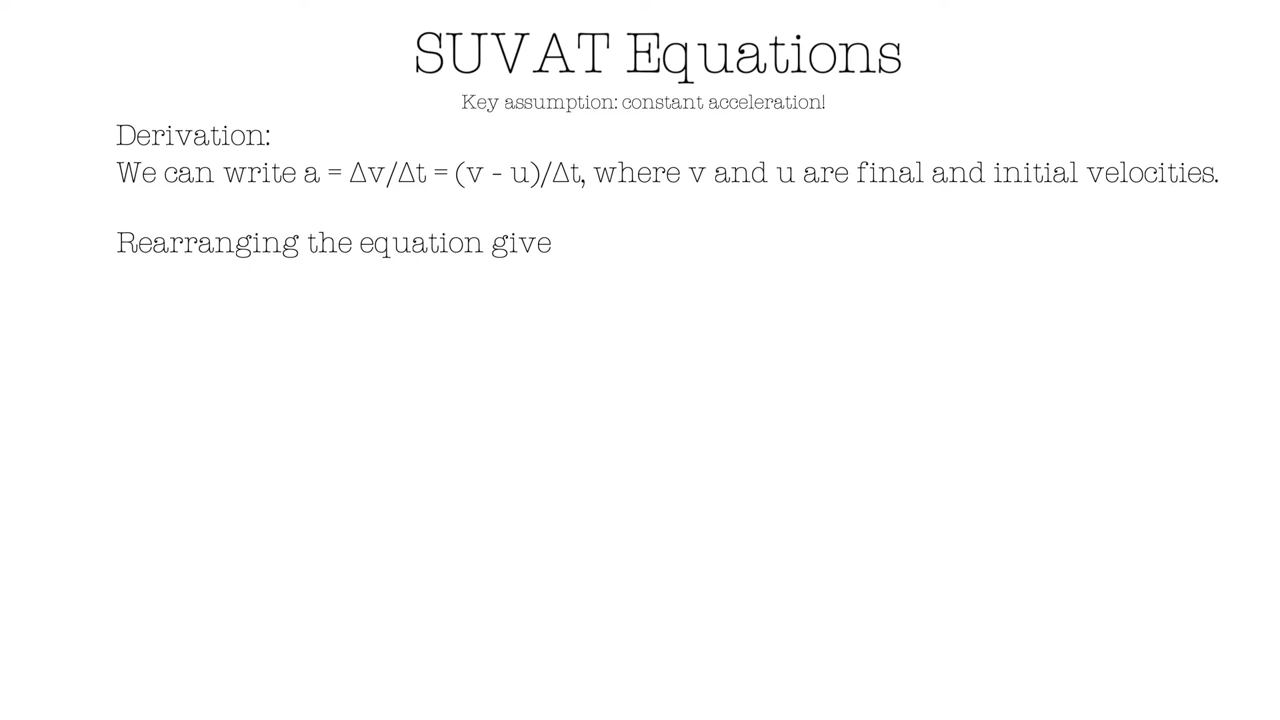 SUVAT Equations
Key assumption: constant acceleration!
Derivation:
We can write a = Δv/Δt = (v - u)/Δt, where v and u are final and initial velocities.
Rearranging the equation give